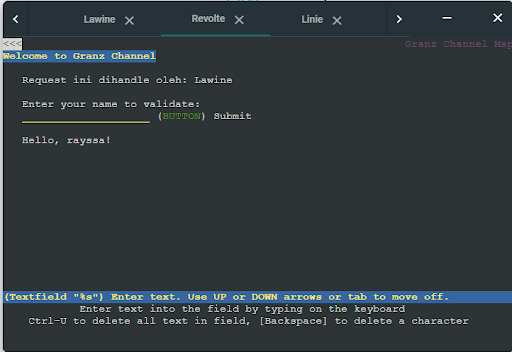 Lawine
Revolte
Linie
<<<
Granz Channel Map
Welcome to Granz Channel
Request ini dihandle oleh: Lawine
Enter your name to validate:
(BUTTON) Submit
Hello, rayssa!
(Textfield "%s") Enter text. Use UP or DOWN arrows or tab to move off.
Enter text into the field by typing on the keyboard
Ctrl-U to delete all text in field, [Backspace] to delete a character